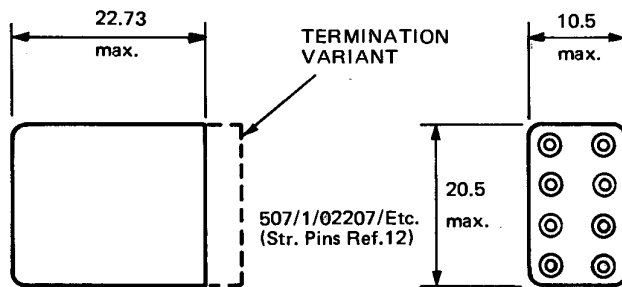 22.73
max.
TERMINATION
VARIANT
10.5
max.
20.5
max.
507/1/02207/Etc.
(Str. Pins Ref.12)